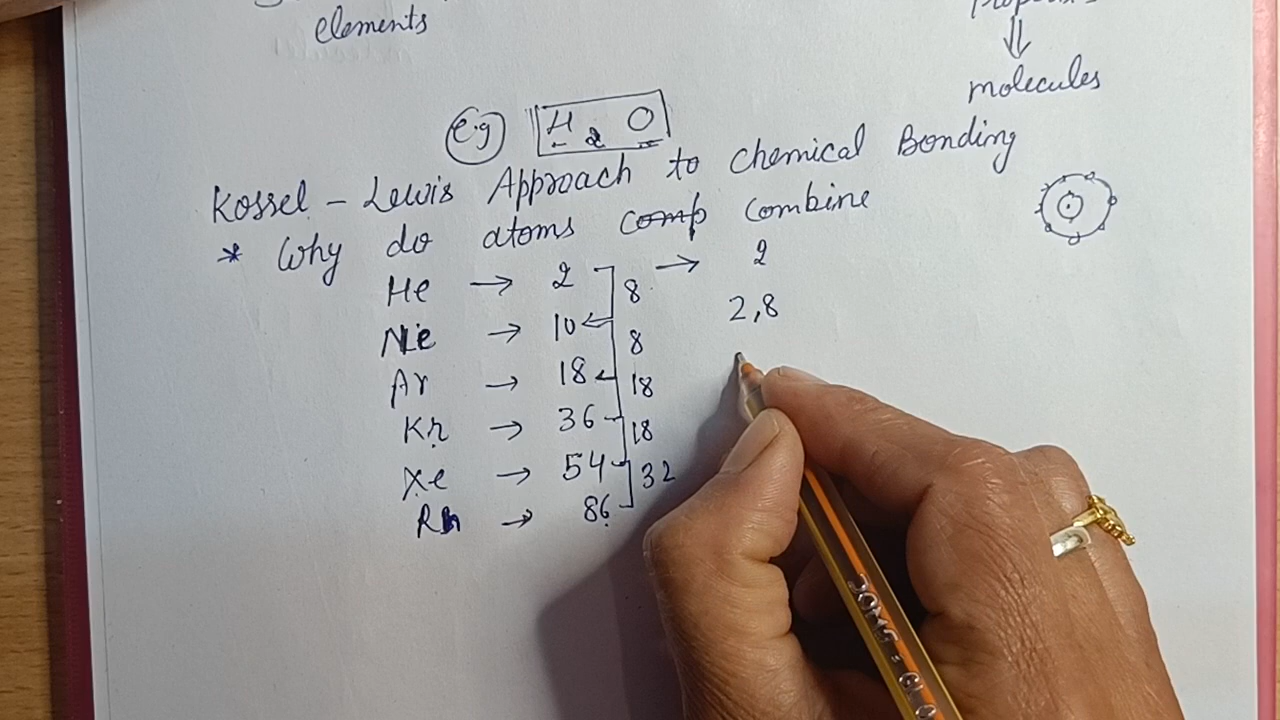 elements
molecules
e.g H2O
Kossel - Lewis Approach to Chemical Bonding
* Why do atoms comp combine
He → 2 → 2
8
Ne → 10 2,8
8
Ar → 18
18
Kr → 36
18
Xe → 54
32
Rn → 86